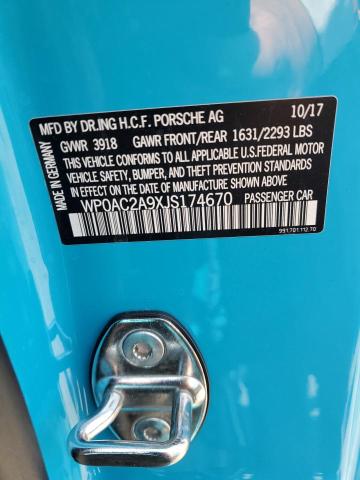 MFD BY DR.ING H.C.F. PORSCHE AG 10/17
GVWR 3918 GAWR FRONT/REAR 1631/2293 LBS
THIS VEHICLE CONFORMS TO ALL APPLICABLE U.S.FEDERAL MOTOR
VEHICLE SAFETY, BUMPER, AND THEFT PREVENTION STANDARDS IN
EFFECT ON THE DATE OF MANUFACTURE SHOWN ABOVE.
WP0AC2A9XJS174670 PASSENGER CAR
991.701.112.70
MADE IN GERMANY